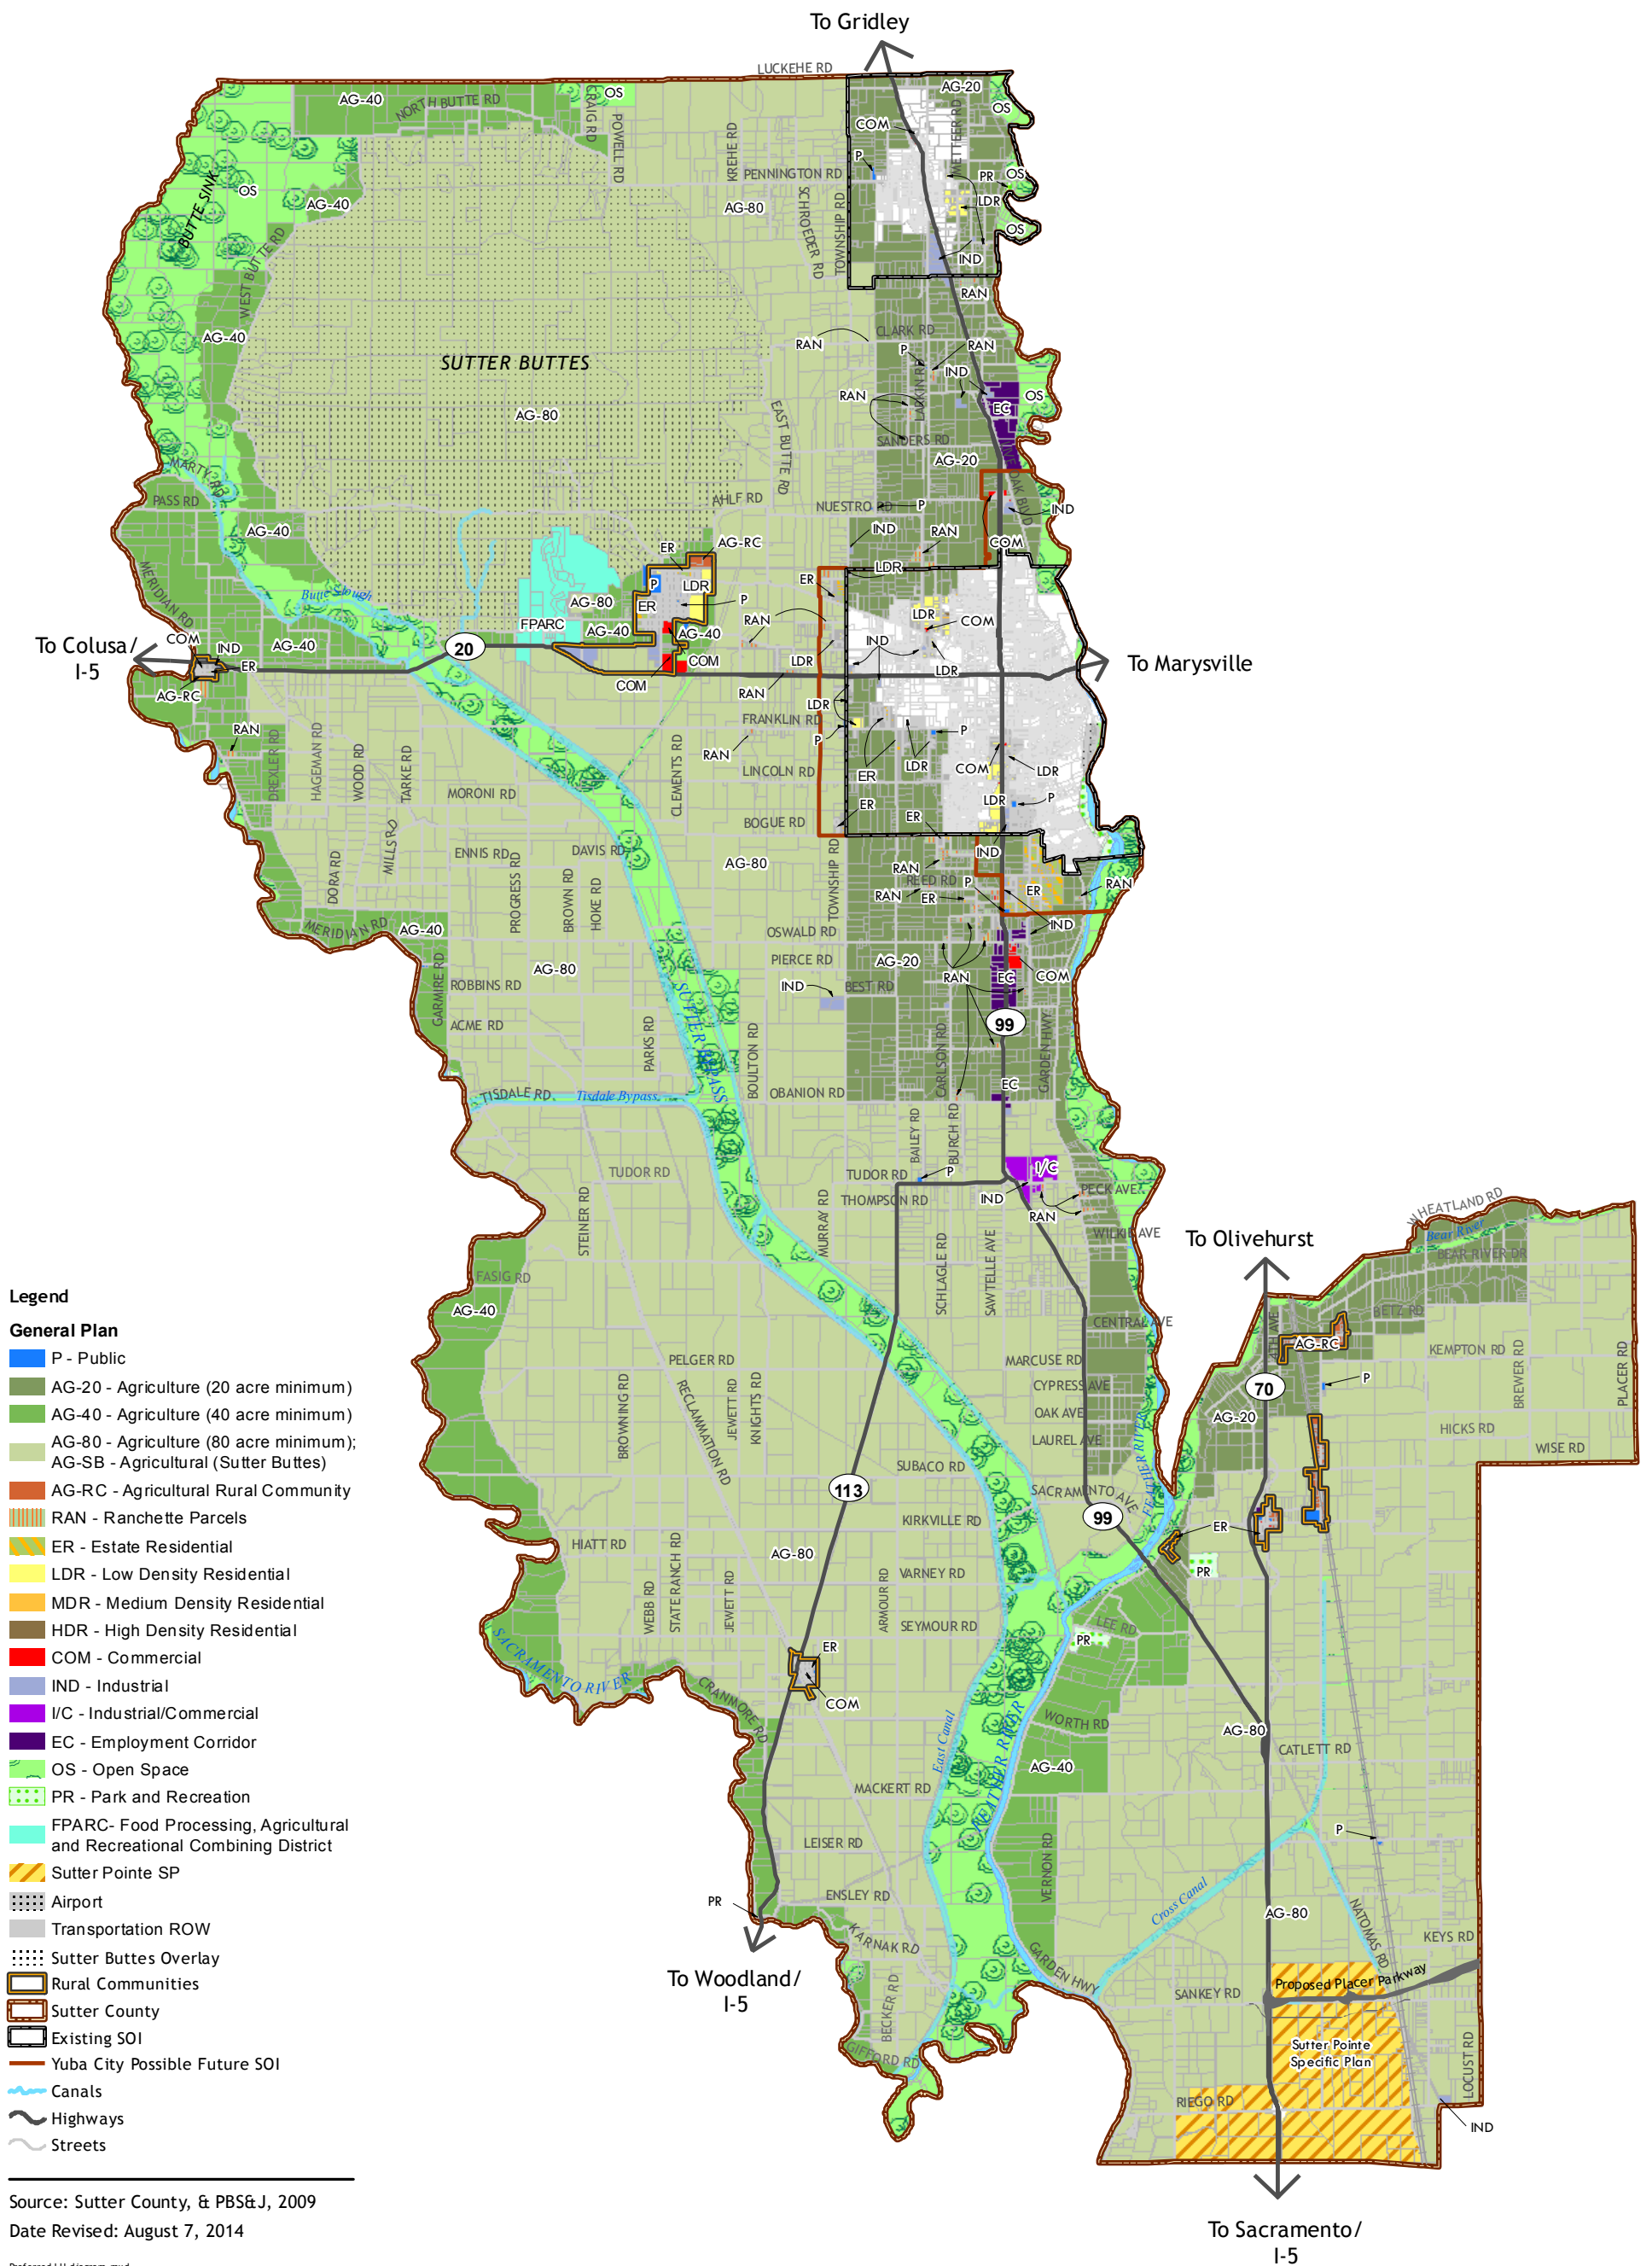 To Gridley
LUCKEHE RD
AG-40
NORTH BUTTE RD
CRAIG RD
OS
POWELL RD
AG-20
METTEER RD
OS
COM
KREHE RD
P
PENNINGTON RD
PR
OS
LDR
BUTTE SINK
OS
AG-40
AG-80
SCHROEDER RD
TOWNSHIP RD
OS
WEST BUTTE RD
IND
RAN
AG-40
SUTTER BUTTES
CLARK RD
RAN
P
RAN
IND
LARKIN RD
RAN
OS
EC
AG-80
EAST BUTTE RD
SANDERS RD
AG-20
MARTY RD
PASS RD
AHLF RD
NUESTRO RD
P
IND
AG-40
IND
RAN
COM
ER
AG-RC
LDR
MERIDIAN RD
Butte Slough
P
LDR
ER
AG-80
ER
P
LDR
COM
FPARC
AG-40
AG-40
RAN
IND
To Colusa/
I-5
COM
IND
AG-40
20
LDR
LDR
To Marysville
ER
COM
COM
AG-RC
RAN
LDR
RAN
FRANKLIN RD
P
P
RAN
DREXLER RD
HAGEMAN RD
WOOD RD
TARKE RD
CLEMENTS RD
LINCOLN RD
ER
LDR
COM
LDR
MORONI RD
LDR
P
BOGUE RD
ER
ER
MILLS RD
ENNIS RD
DAVIS RD
DORA RD
PROGRESS RD
BROWN RD
HOKE RD
AG-80
TOWNSHIP RD
IND
RAN
REED RD
P
ER
RAN
RAN
ER
MERIDIAN RD
AG-40
OSWALD RD
IND
PIERCE RD
AG-20
AG-80
GARMIRE RD
ROBBINS RD
IND
BEST RD
RAN
EC
COM
SUTTER BYPASS
ACME RD
PARKS RD
BOULTON RD
CARLSON RD
99
GARDEN HWY
TISDALE RD
Tisdale Bypass
OBANION RD
EC
BAILEY RD
BURCH RD
TUDOR RD
TUDOR RD
P
I/C
THOMPSON RD
IND
PECK AVE
RAN
STEINER RD
MURRAY RD
SCHLAGLE RD
SAWTELLE AVE
WILKIE AVE
WHEATLAND RD
Bear River
BEAR RIVER DR
To Olivehurst
FASIG RD
AG-40
CENTRAL AVE
4TH AVE
BETZ RD
AG-RC
KEMPTON RD
BREWER RD
PLACER RD
PELGER RD
MARCUSE RD
CYPRESS AVE
70
P
BROWNING RD
RECLAMATION RD
JEWETT RD
KNIGHTS RD
OAK AVE
AG-20
LAUREL AVE
HICKS RD
WISE RD
SUBACO RD
FEATHER RIVER
113
SACRAMENTO AVE
99
KIRKVILLE RD
ER
HIATT RD
AG-80
STATE RANCH RD
WEBB RD
JEWETT RD
ARMOUR RD
VARNEY RD
PR
SEYMOUR RD
LEE RD
PR
ER
SACRAMENTO RIVER
COM
CRANMORE RD
East Canal
FEATHER RIVER
WORTH RD
AG-80
CATLETT RD
AG-40
MACKERT RD
LEISER RD
VERNON RD
P
ENSLEY RD
PR
Cross Canal
NATOMAS RD
AG-80
KARNAK RD
KEYS RD
GARDEN HWY
To Woodland/
I-5
Proposed Placer Parkway
SANKEY RD
BECKER RD
GIFFORD RD
Sutter Pointe
Specific Plan
LOCUST RD
RIEGO RD
IND
To Sacramento/
I-5
Legend
General Plan
P - Public
AG-20 - Agriculture (20 acre minimum)
AG-40 - Agriculture (40 acre minimum)
AG-80 - Agriculture (80 acre minimum);
AG-SB - Agricultural (Sutter Buttes)
AG-RC - Agricultural Rural Community
RAN - Ranchette Parcels
ER - Estate Residential
LDR - Low Density Residential
MDR - Medium Density Residential
HDR - High Density Residential
COM - Commercial
IND - Industrial
I/C - Industrial/Commercial
EC - Employment Corridor
OS - Open Space
PR - Park and Recreation
FPARC- Food Processing, Agricultural
and Recreational Combining District
Sutter Pointe SP
Airport
Transportation ROW
Sutter Buttes Overlay
Rural Communities
Sutter County
Existing SOI
Yuba City Possible Future SOI
Canals
Highways
Streets
Source: Sutter County, & PBS&J, 2009
Date Revised: August 7, 2014